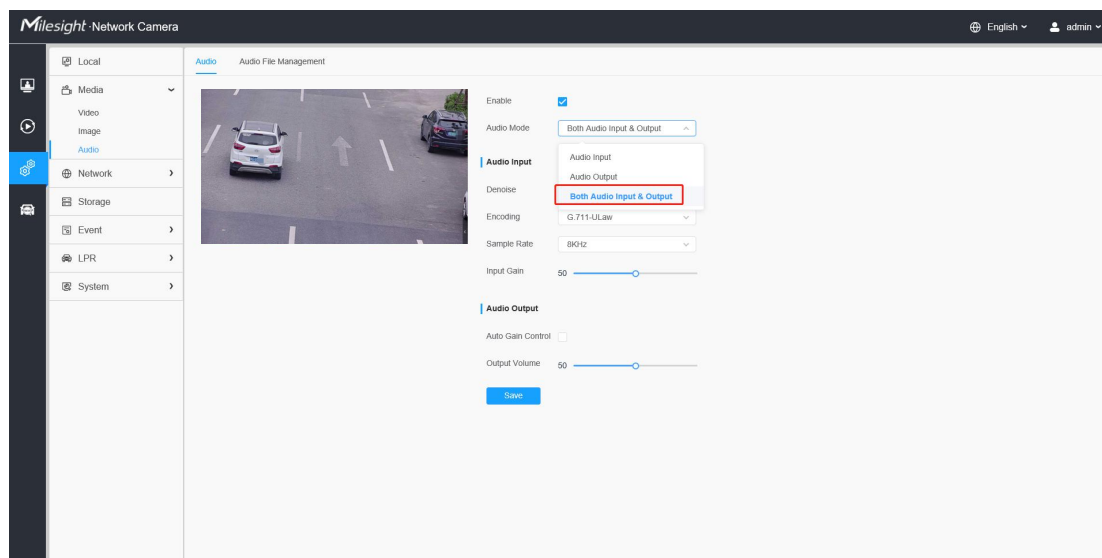 Milesight · Network Camera
English
admin
Local
Media
Video
Image
Audio
Network
Storage
Event
LPR
System
Audio
Audio File Management
Enable
Audio Mode
Both Audio Input & Output
Audio Input
Audio Output
Both Audio Input & Output
Audio Input
Denoise
Encoding
G.711-ULaw
Sample Rate
8KHz
Input Gain
50
Audio Output
Auto Gain Control
Output Volume
50
Save